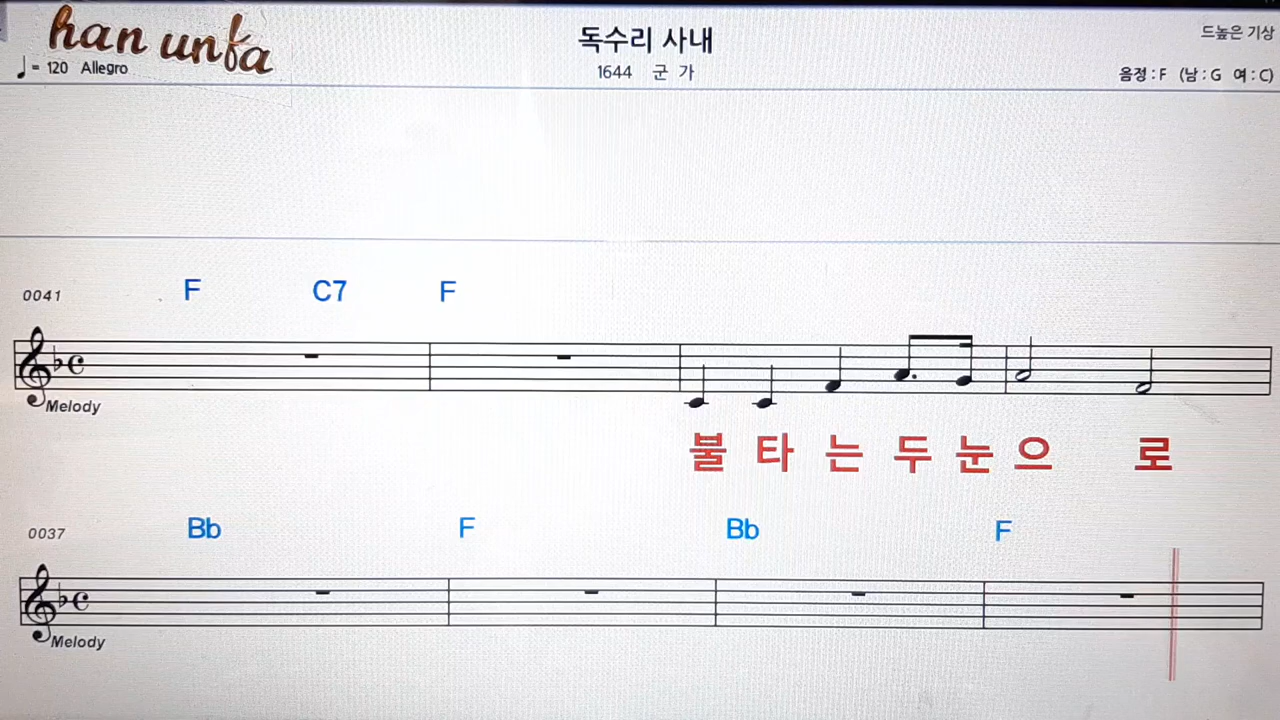 han unfa
독수리 사내
드높은 기상
♩= 120 Allegro
1644 군 가
음정 : F (남 : G 여 : C)
0041 F C7 F
Melody
불 타 는 두 눈 으 로
0037 Bb F Bb F
Melody